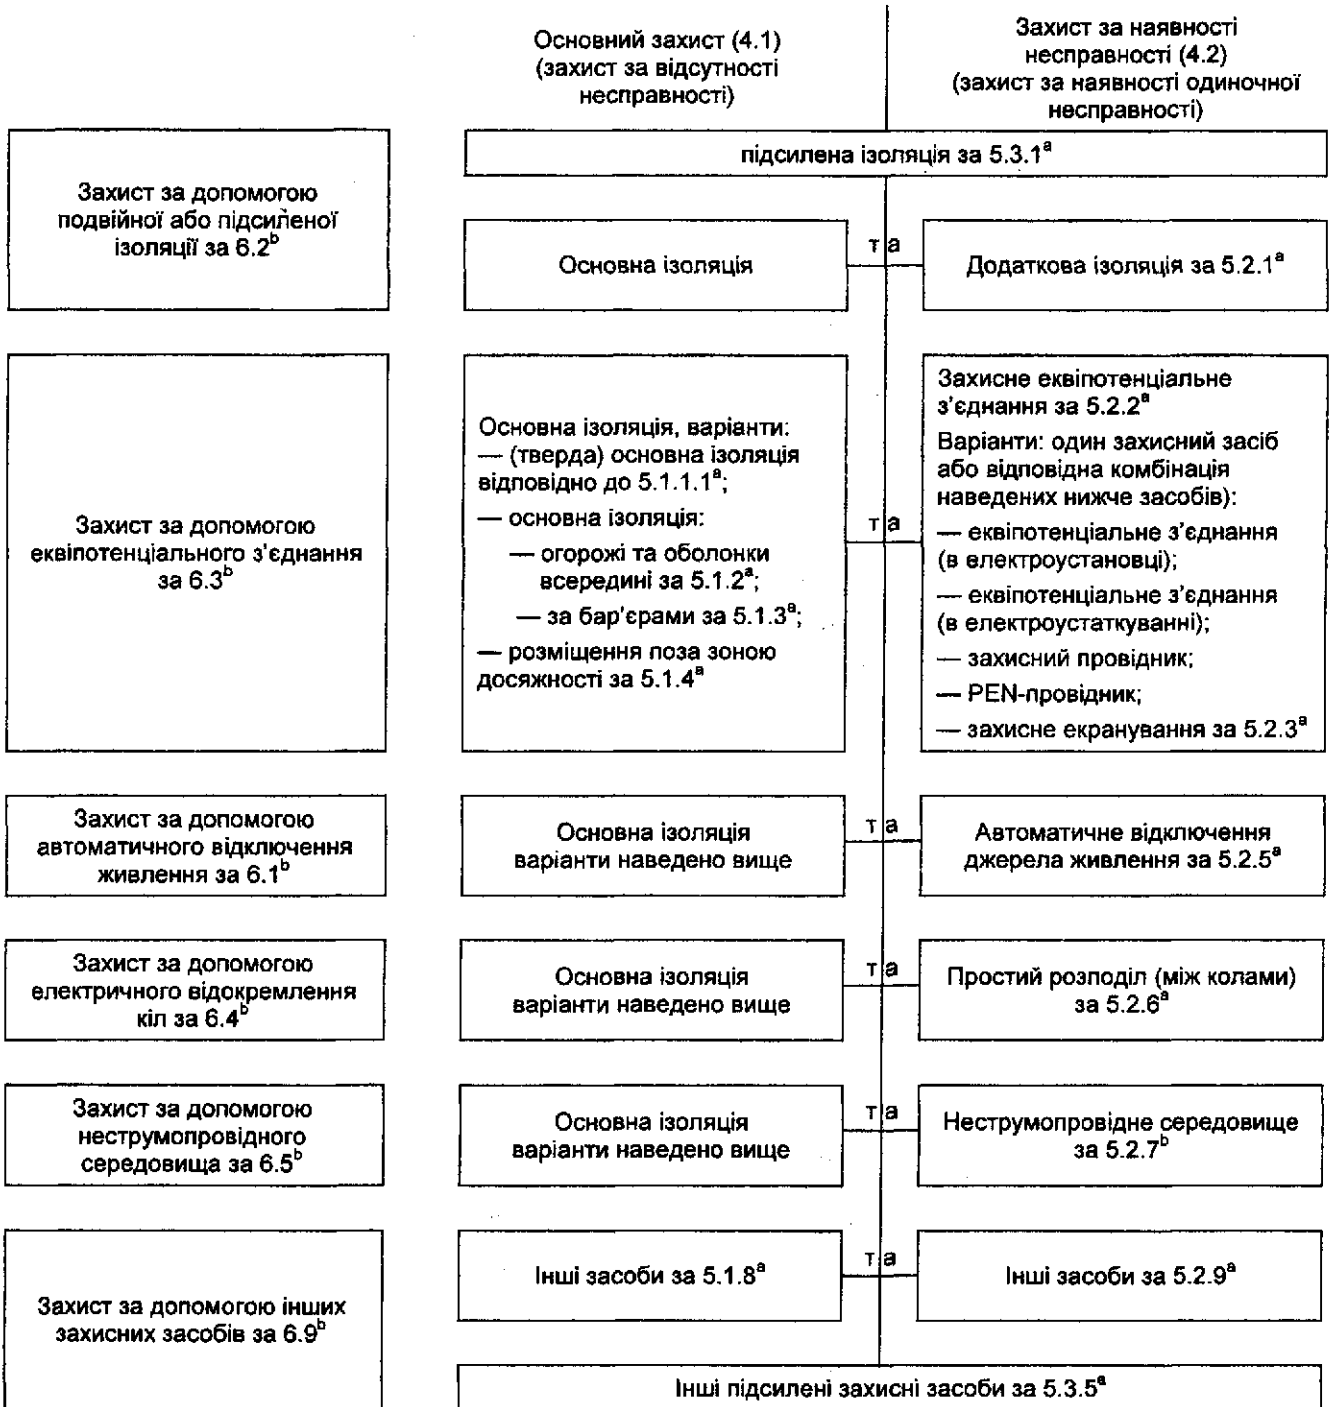 Основний захист (4.1)
(захист за відсутності
несправності)
Захист за наявності
несправності (4.2)
(захист за наявності одиночної
несправності)
Захист за допомогою
подвійної або підсиленої
ізоляції за 6.2ᵇ
підсилена ізоляція за 5.3.1ᵃ
Основна ізоляція
та
Додаткова ізоляція за 5.2.1ᵃ
Захист за допомогою
еквіпотенціального з'єднання
за 6.3ᵇ
Основна ізоляція, варіанти:
— (тверда) основна ізоляція
відповідно до 5.1.1.1ᵃ;
— основна ізоляція:
— огорожі та оболонки
всередині за 5.1.2ᵃ;
— за бар'єрами за 5.1.3ᵃ;
— розміщення поза зоною
досяжності за 5.1.4ᵃ
та
Захисне еквіпотенціальне
з'єднання за 5.2.2ᵃ
Варіанти: один захисний засіб
або відповідна комбінація
наведених нижче засобів):
— еквіпотенціальне з'єднання
(в електроустановці);
— еквіпотенціальне з'єднання
(в електроустаткуванні);
— захисний провідник;
— PEN-провідник;
— захисне екранування за 5.2.3ᵃ
Захист за допомогою
автоматичного відключення
живлення за 6.1ᵇ
Основна ізоляція
варіанти наведено вище
та
Автоматичне відключення
джерела живлення за 5.2.5ᵃ
Захист за допомогою
електричного відокремлення
кіл за 6.4ᵇ
Основна ізоляція
варіанти наведено вище
та
Простий розподіл (між колами)
за 5.2.6ᵃ
Захист за допомогою
неструмопровідного
середовища за 6.5ᵇ
Основна ізоляція
варіанти наведено вище
та
Неструмопровідне середовище
за 5.2.7ᵇ
Захист за допомогою інших
захисних засобів за 6.9ᵇ
Інші засоби за 5.1.8ᵃ
та
Інші засоби за 5.2.9ᵃ
Інші підсилені захисні засоби за 5.3.5ᵃ